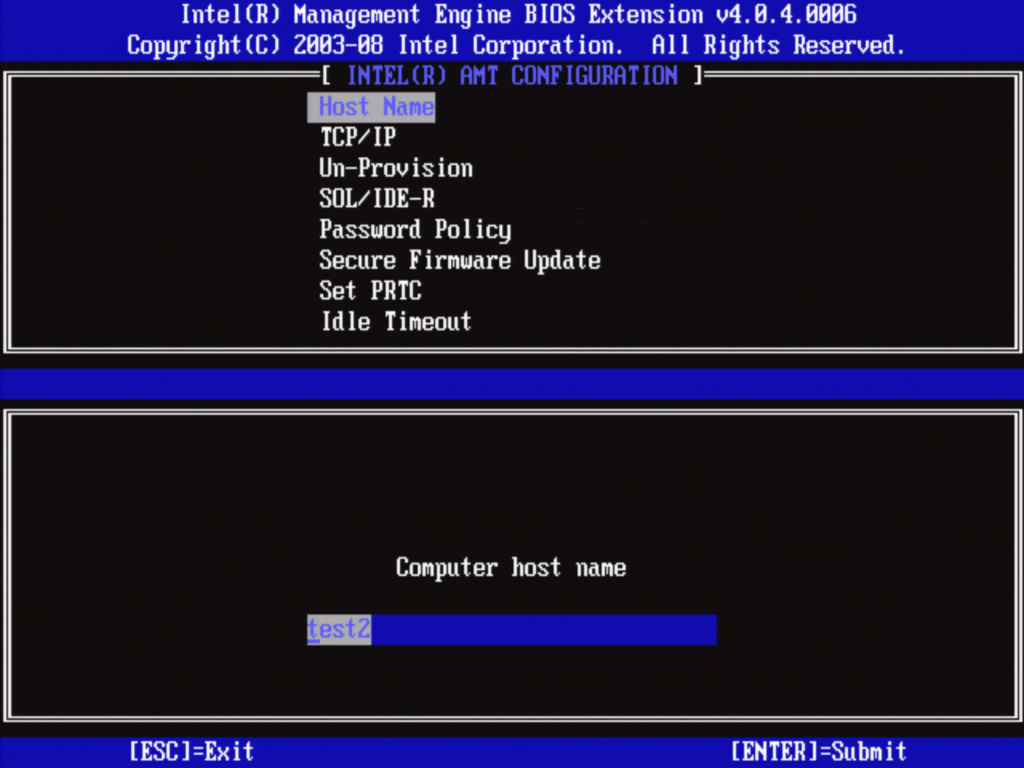 Intel(R) Management Engine BIOS Extension v4.0.4.0006
Copyright(C) 2003-08 Intel Corporation.  All Rights Reserved.
[ INTEL(R) AMT CONFIGURATION ]
Host Name
TCP/IP
Un-Provision
SOL/IDE-R
Password Policy
Secure Firmware Update
Set PRTC
Idle Timeout
Computer host name
test2
[ESC]=Exit
[ENTER]=Submit